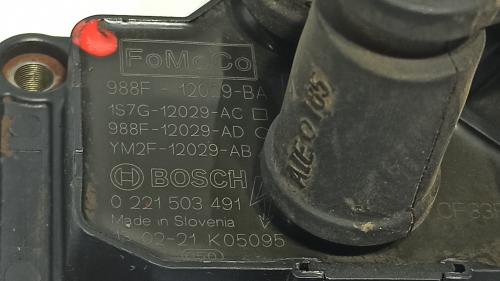 FoMoCo
988F - 12029-BA
1S7G-12029-AC
988F-12029-AD
YM2F-12029-AB
BOSCH
0 221 503 491
Made in Slovenia
02-21 K05095